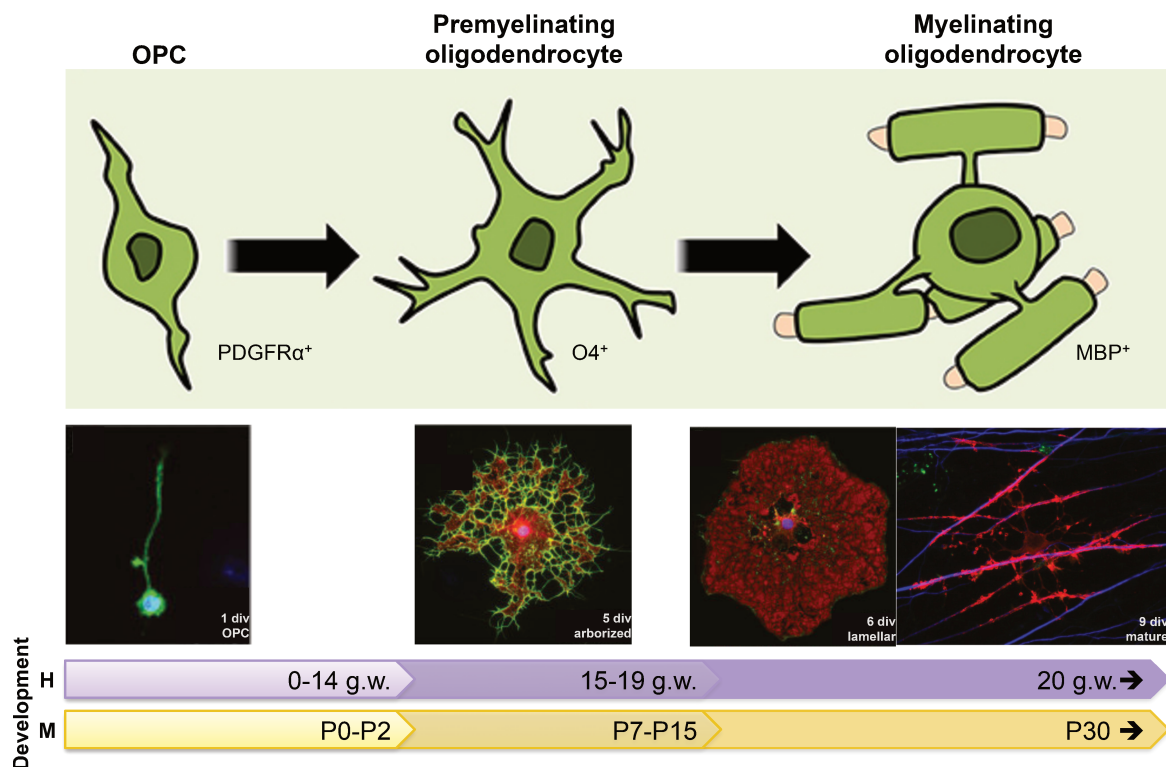 OPC
Premyelinating
oligodendrocyte
Myelinating
oligodendrocyte
PDGFRα⁺
O4⁺
MBP⁺
1 div
OPC
5 div
arborized
6 div
lamellar
9 div
mature
Development
H
0-14 g.w.
15-19 g.w.
20 g.w.➔
M
P0-P2
P7-P15
P30 ➔